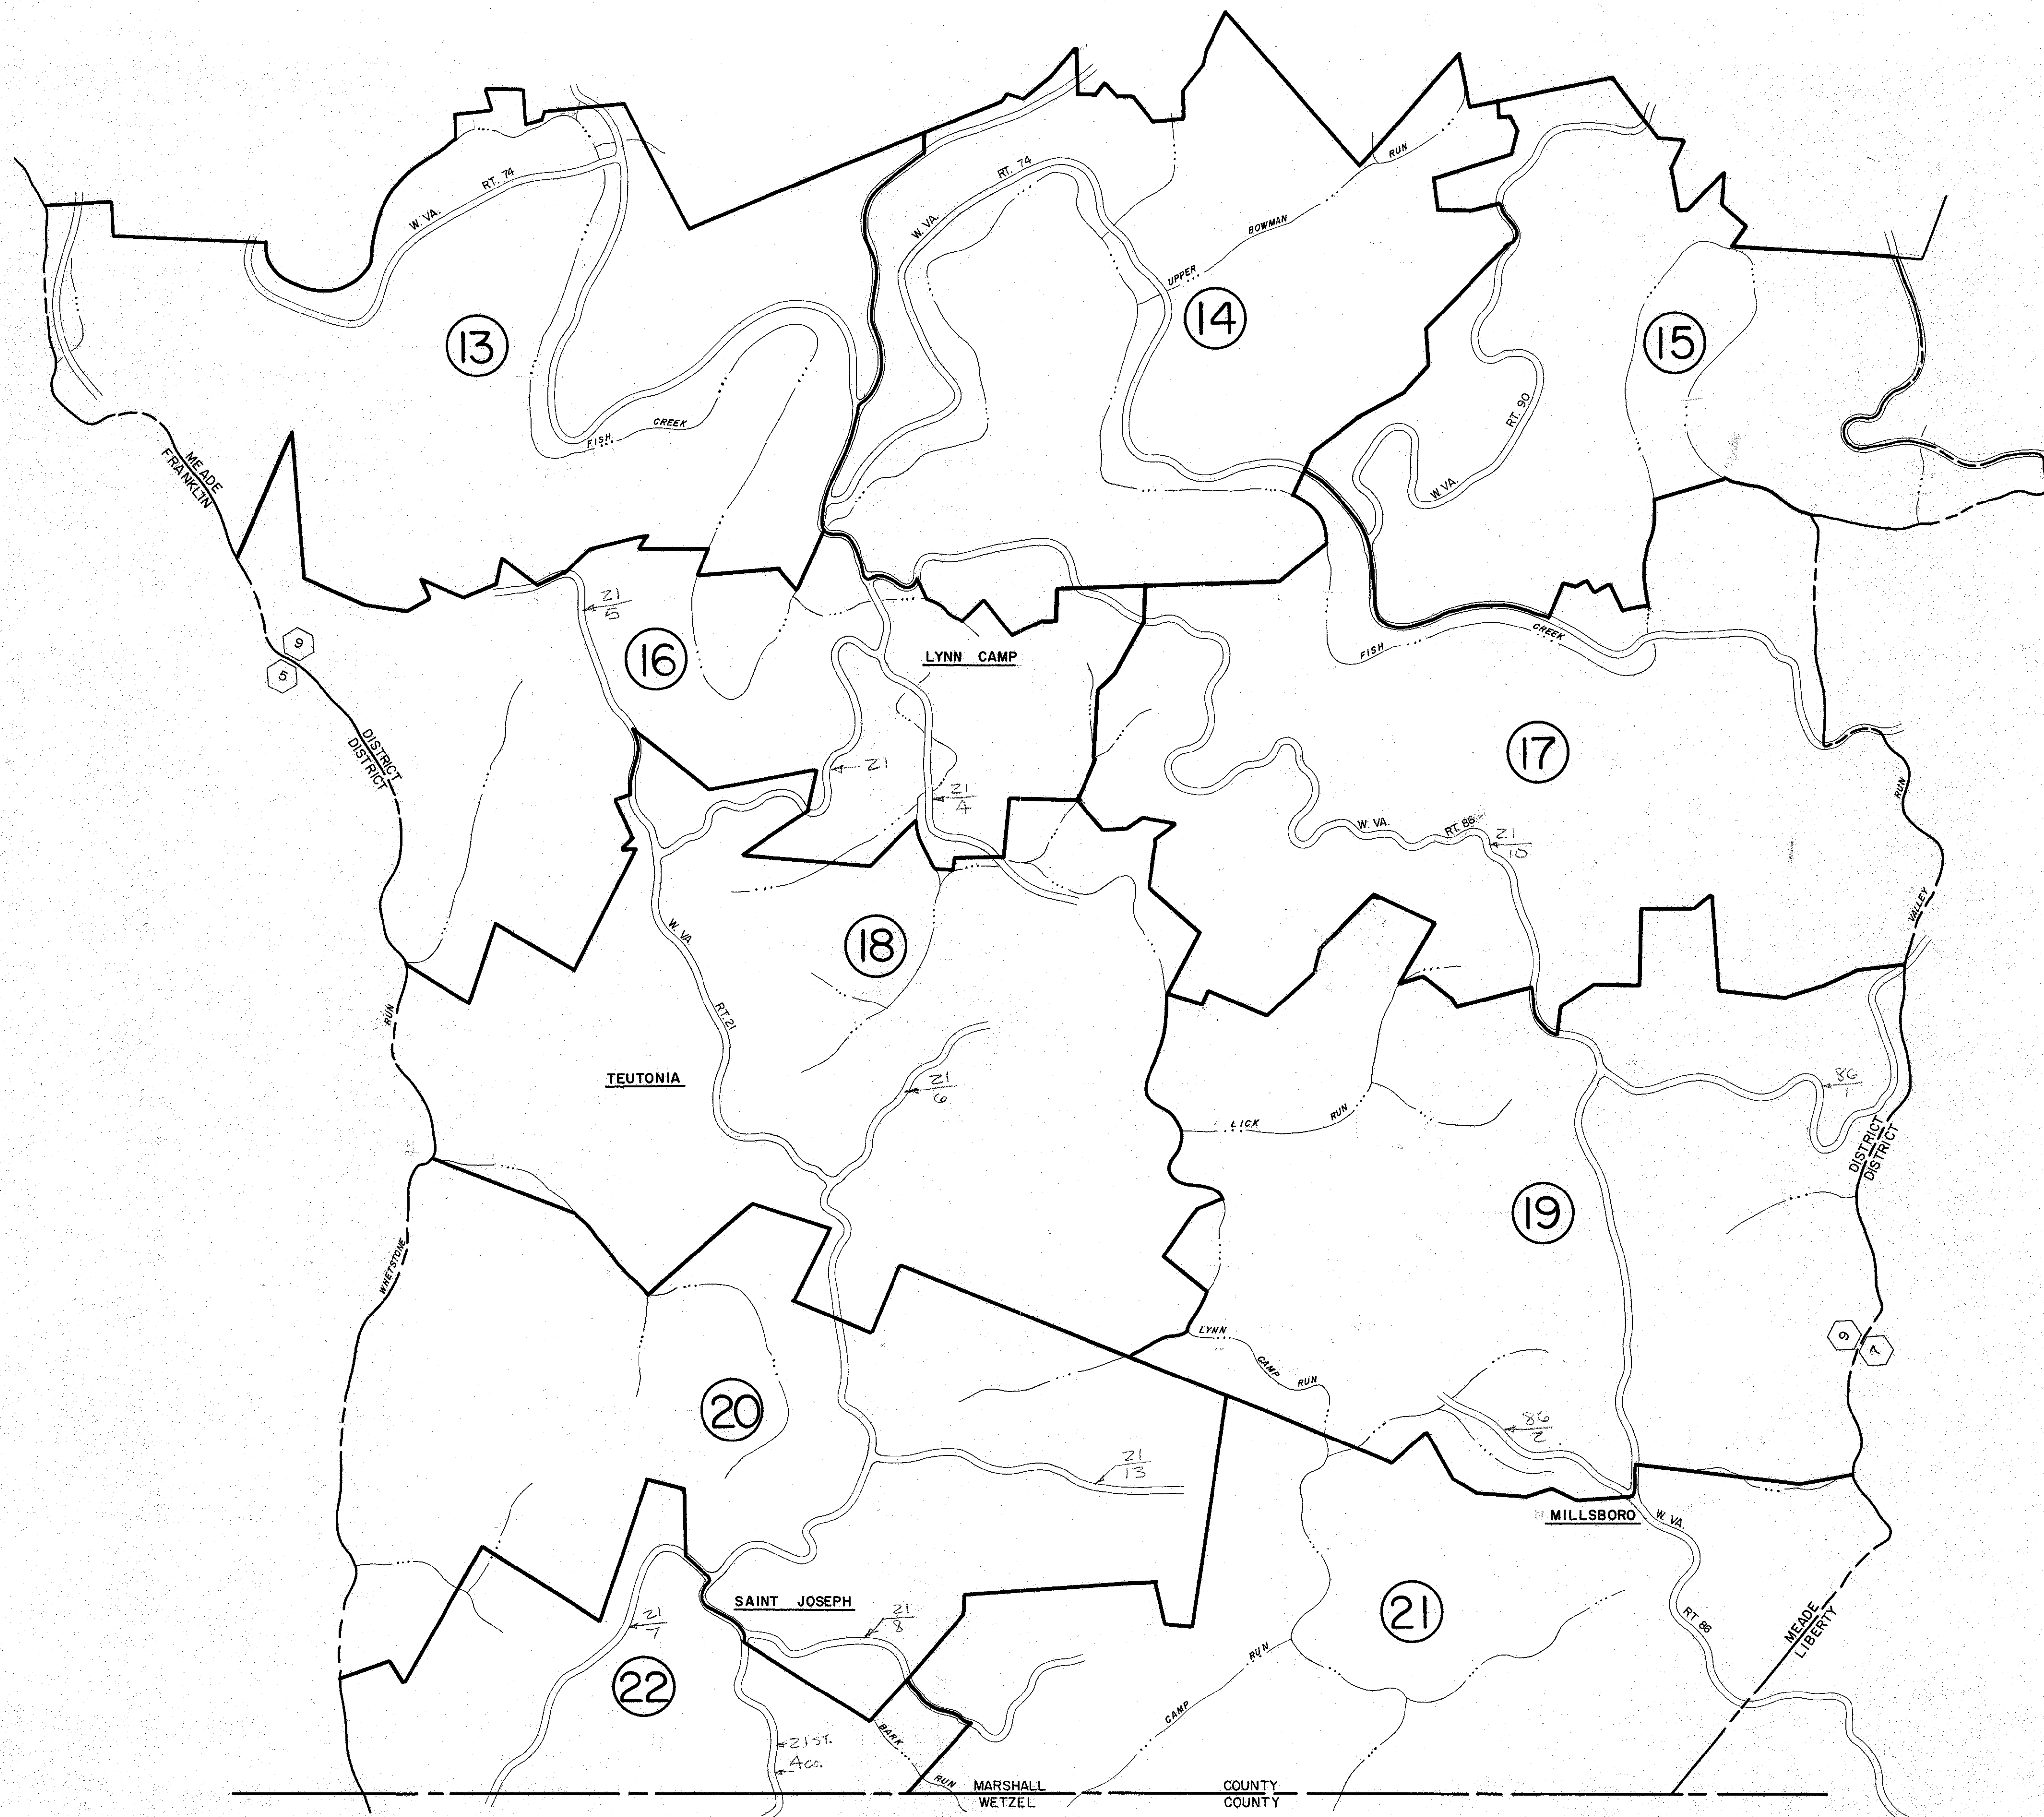 W. VA. RT. 74
W. VA. RT. 74
RUN
BOWMAN
UPPER
13
14
15
RT. 90
W. VA.
FISH CREEK
MEADE
FRANKLIN
21
5
9
5
16
LYNN CAMP
FISH CREEK
DISTRICT
DISTRICT
21
21
4
17
W. VA. RT. 86
21
10
RUN
VALLEY
W. VA.
RT. 21
18
RUN
TEUTONIA
21
6
LICK RUN
86
1
DISTRICT
DISTRICT
19
WHETSTONE
LYNN CAMP RUN
9
7
20
21
13
86
2
MILLSBORO
W. VA.
RT 86
SAINT JOSEPH
21
7
21
8
21
22
CAMP RUN
MEADE
LIBERTY
21 ST.
4 CO.
BARK RUN
MARSHALL COUNTY
WETZEL COUNTY